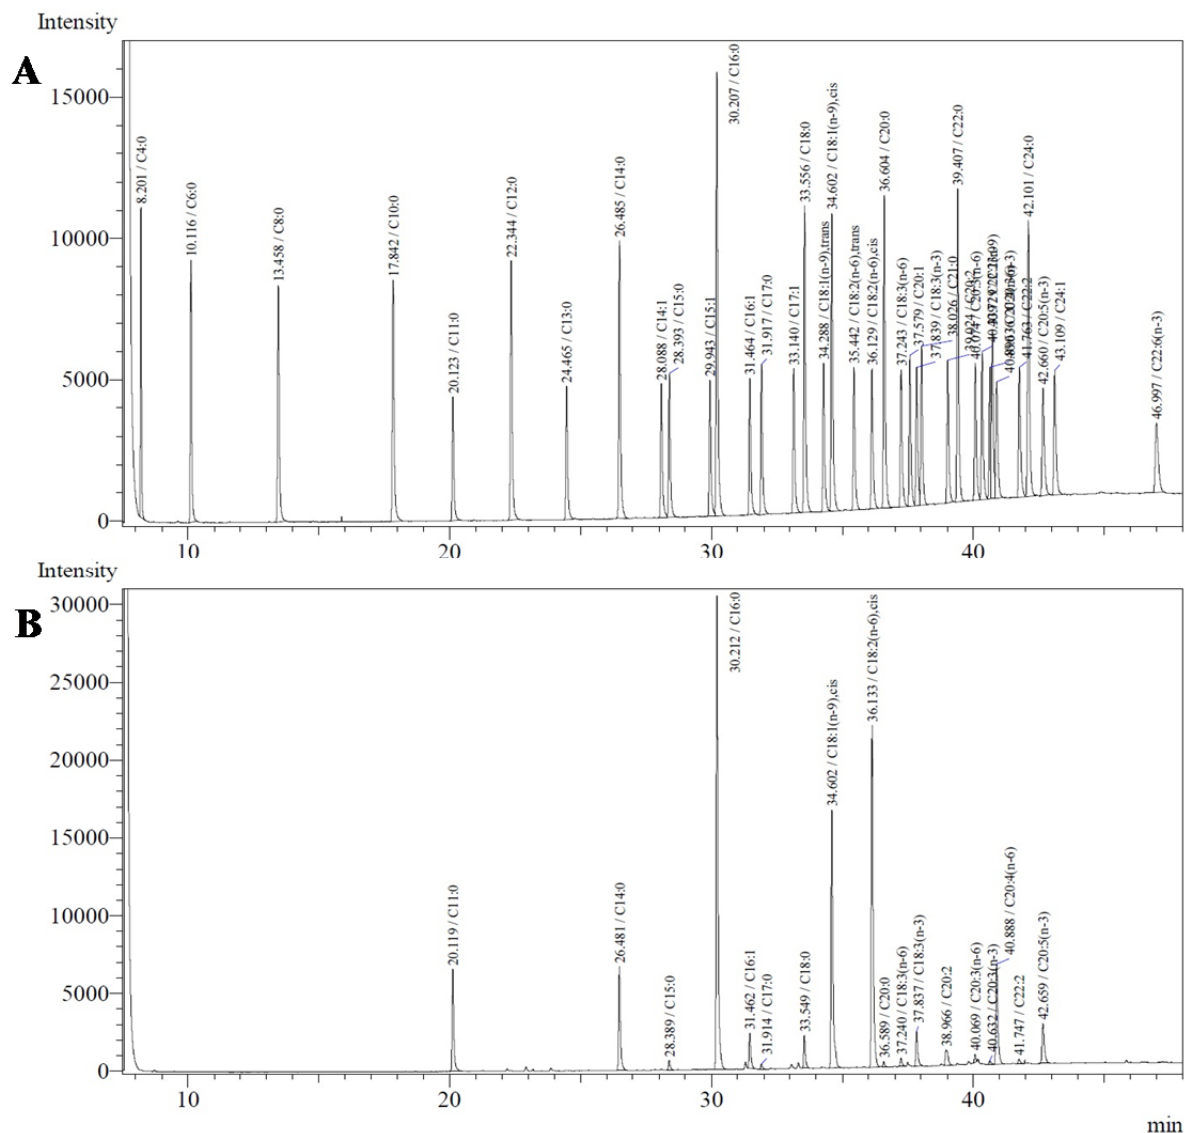 Intensity
A
15000
10000
5000
0
8.201 / C4:0
10.116 / C6:0
13.458 / C8:0
17.842 / C10:0
20.123 / C11:0
22.344 / C12:0
24.465 / C13:0
26.485 / C14:0
28.088 / C14:1
28.393 / C15:0
29.943 / C15:1
30.207 / C16:0
31.464 / C16:1
31.917 / C17:0
33.140 / C17:1
33.556 / C18:0
34.288 / C18:1(n-9),trans
34.602 / C18:1(n-9),cis
35.442 / C18:2(n-6),trans
36.129 / C18:2(n-6),cis
36.604 / C20:0
37.243 / C18:3(n-6)
37.579 / C20:1
37.839 / C18:3(n-3)
38.026 / C21:0
39.024 / C20:2
39.407 / C22:0
40.074 / C20:3(n-6)
41.763 / C22:2
42.101 / C24:0
42.660 / C20:5(n-3)
43.109 / C24:1
46.997 / C22:6(n-3)
10
20
30
40
Intensity
B
30000
25000
20000
15000
10000
5000
0
20.119 / C11:0
26.481 / C14:0
28.389 / C15:0
30.212 / C16:0
31.462 / C16:1
31.914 / C17:0
33.549 / C18:0
34.602 / C18:1(n-9),cis
36.133 / C18:2(n-6),cis
36.589 / C20:0
37.240 / C18:3(n-6)
37.837 / C18:3(n-3)
38.966 / C20:2
40.069 / C20:3(n-6)
40.632 / C20:3(n-3)
40.888 / C20:4(n-6)
41.747 / C22:2
42.659 / C20:5(n-3)
10
20
30
40
min